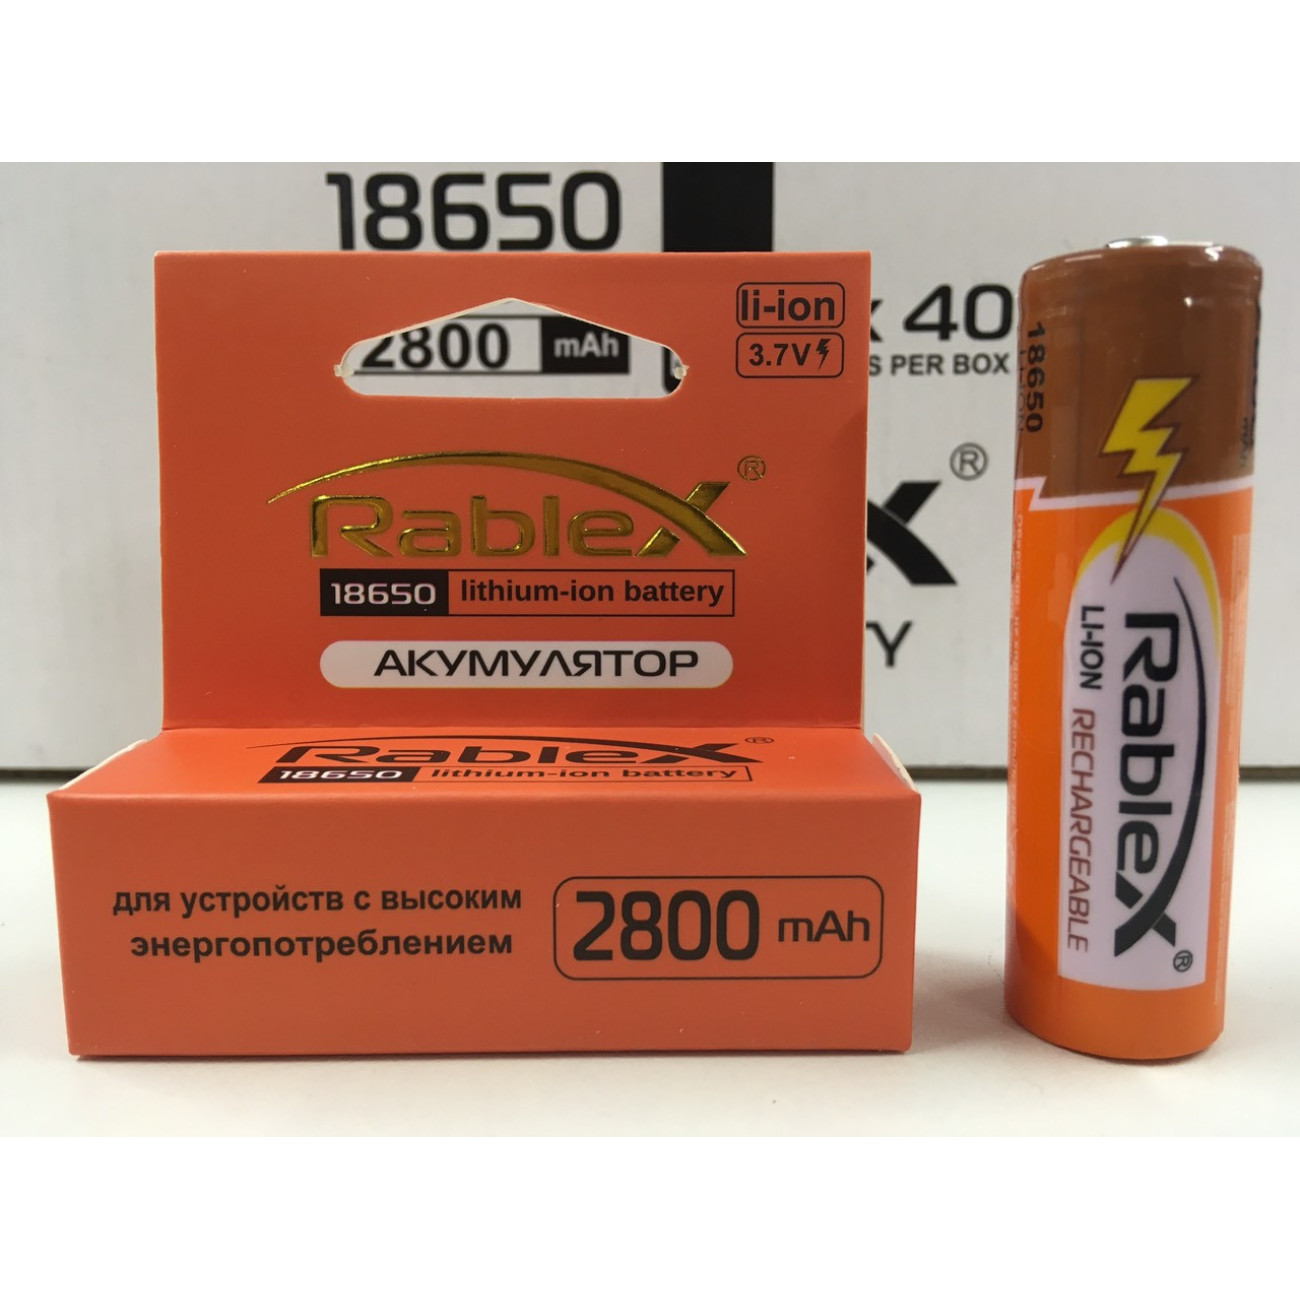 18650
2800 mAh
x 40
S PER BOX
®
X
TY
li-ion
3.7V
Rablex®
18650 lithium-ion battery
АКУМУЛЯТОР
Rablex®
18650 lithium-ion battery
для устройств с высоким
энергопотреблением
2800 mAh
18650
LI-ION
Rablex®
LI-ION RECHARGEABLE